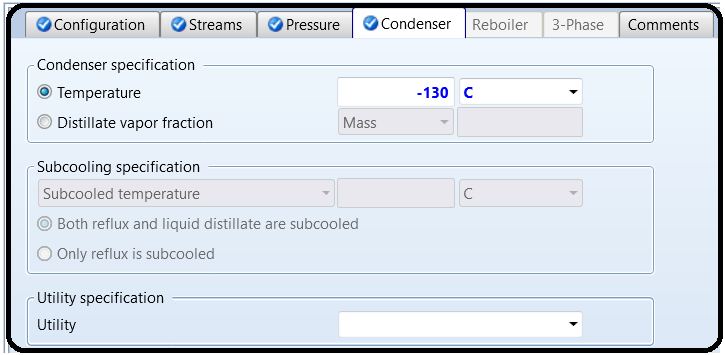 Configuration Streams Pressure Condenser Reboiler 3-Phase Comments
Condenser specification
Temperature -130 C
Distillate vapor fraction Mass
Subcooling specification
Subcooled temperature C
Both reflux and liquid distillate are subcooled
Only reflux is subcooled
Utility specification
Utility